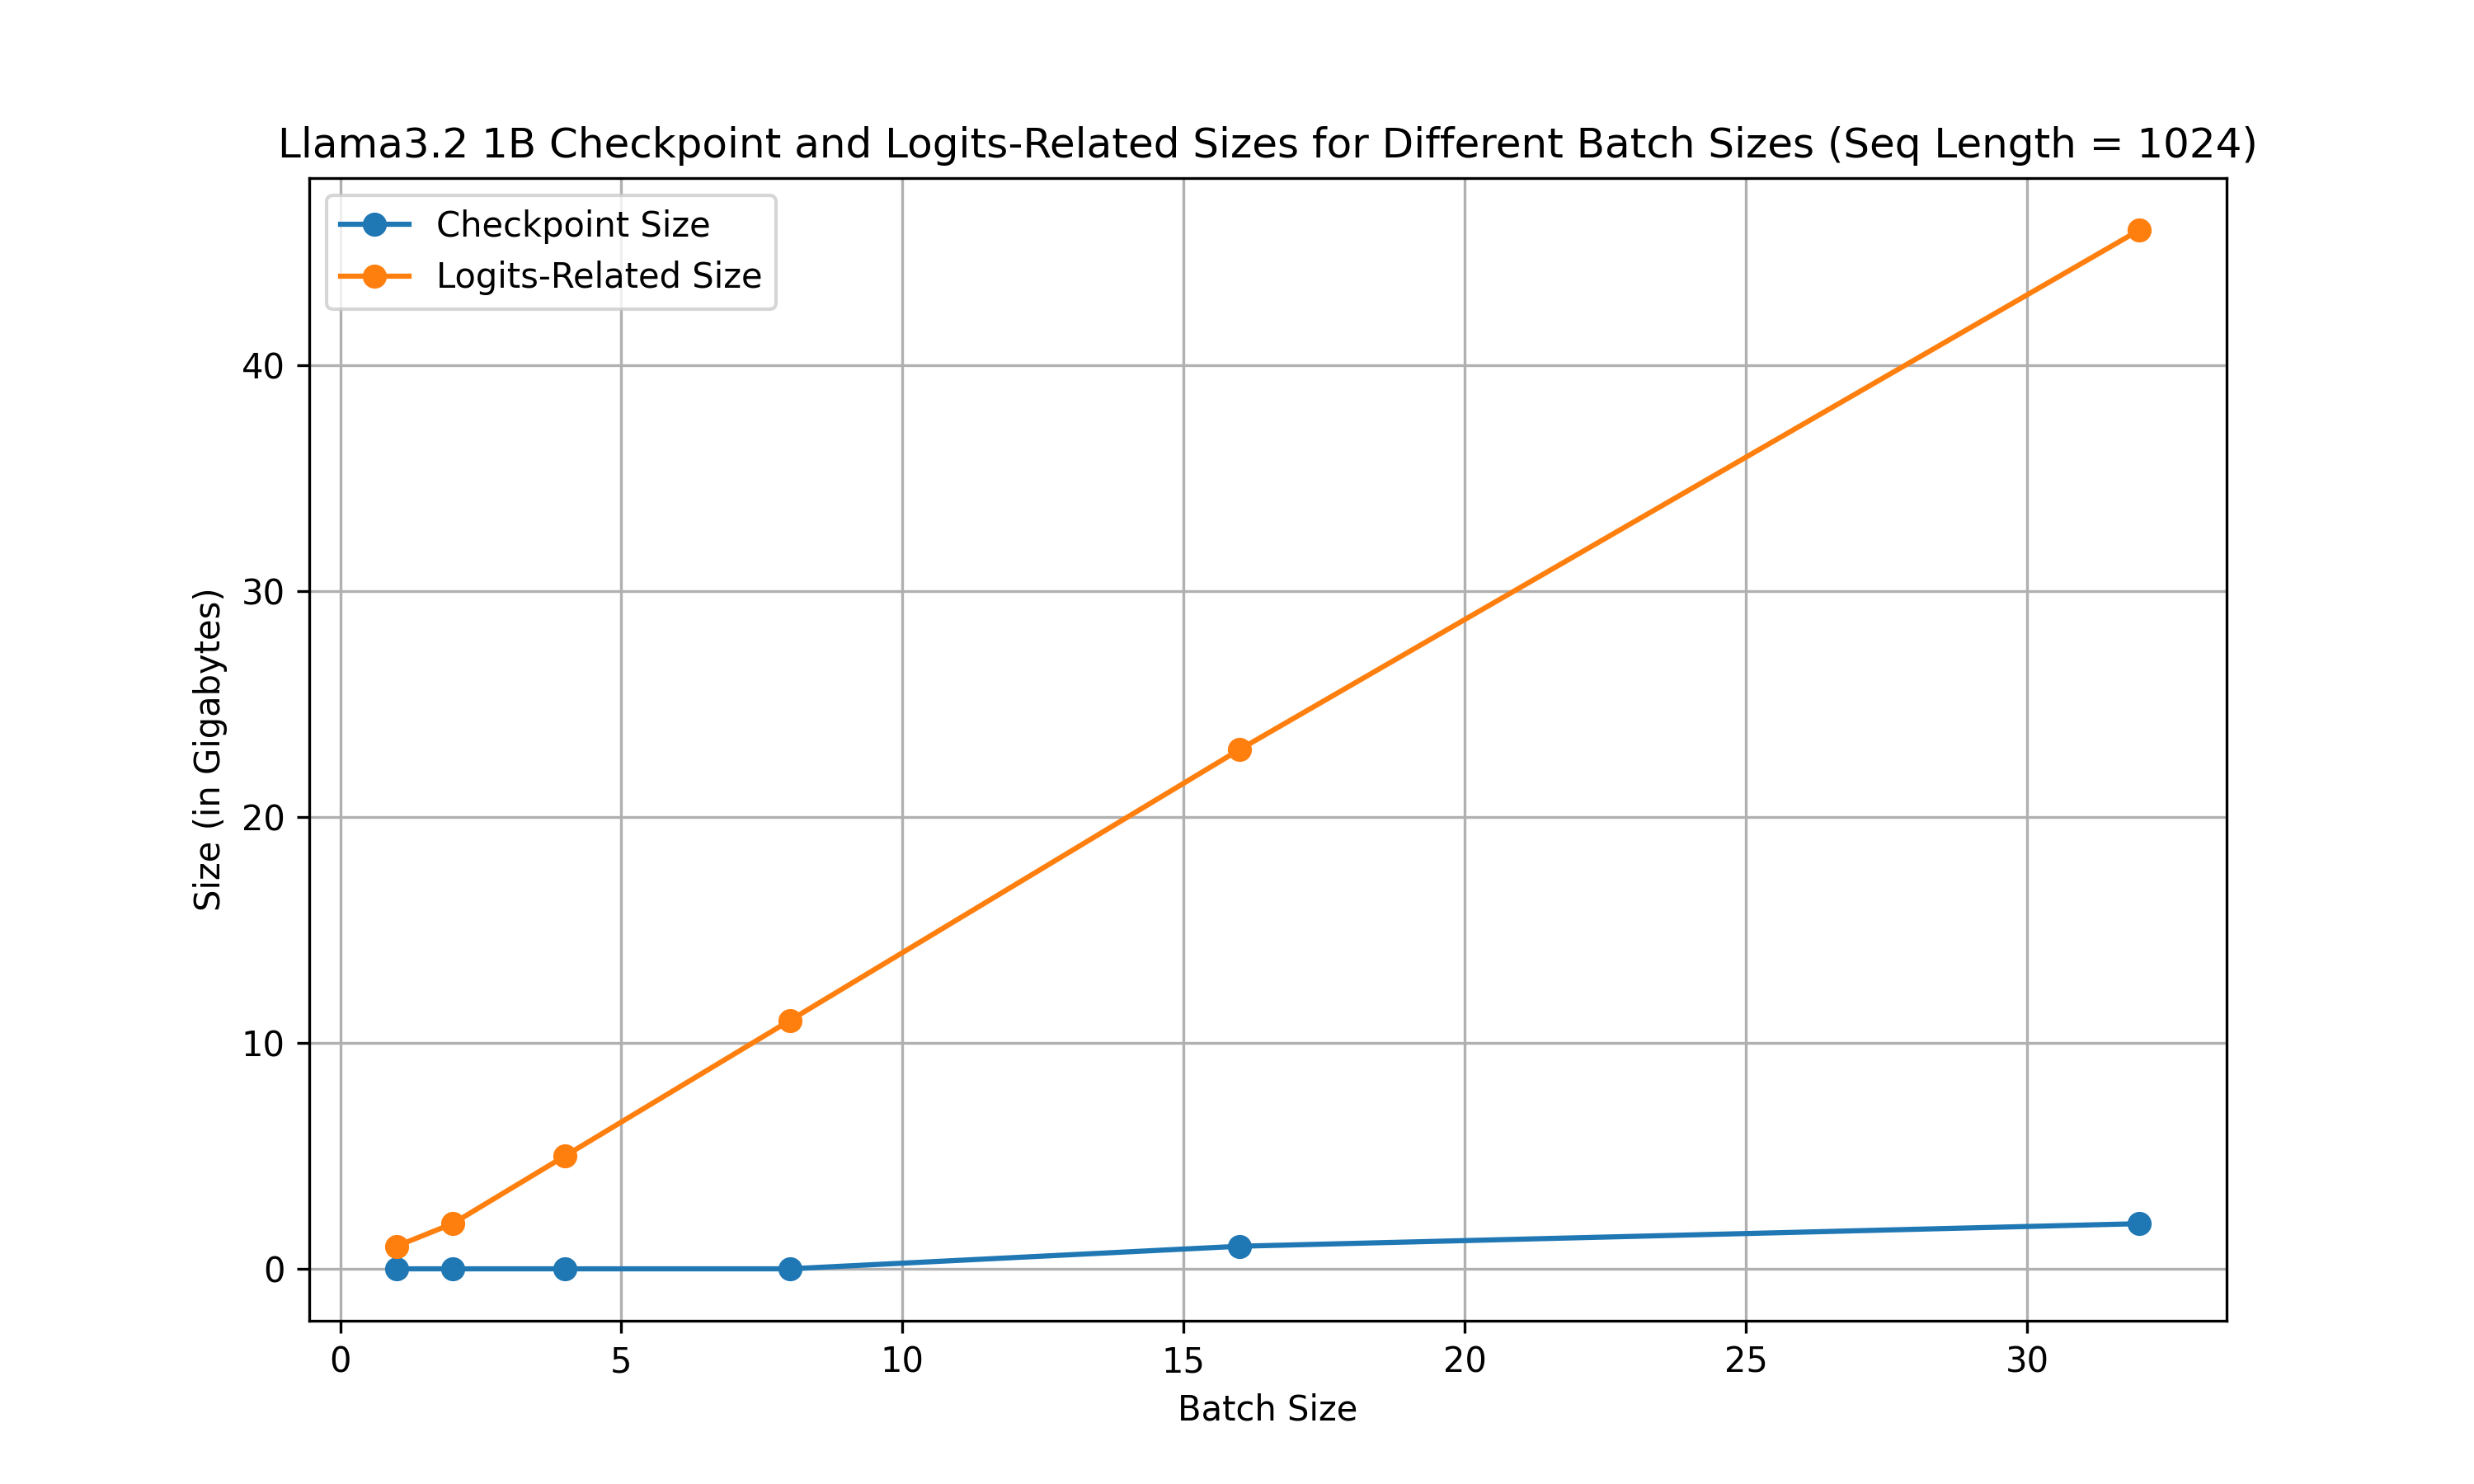 Llama3.2 1B Checkpoint and Logits-Related Sizes for Different Batch Sizes (Seq Length = 1024)
Checkpoint Size
Logits-Related Size
Size (in Gigabytes)
40
30
20
10
0
0 5 10 15 20 25 30
Batch Size